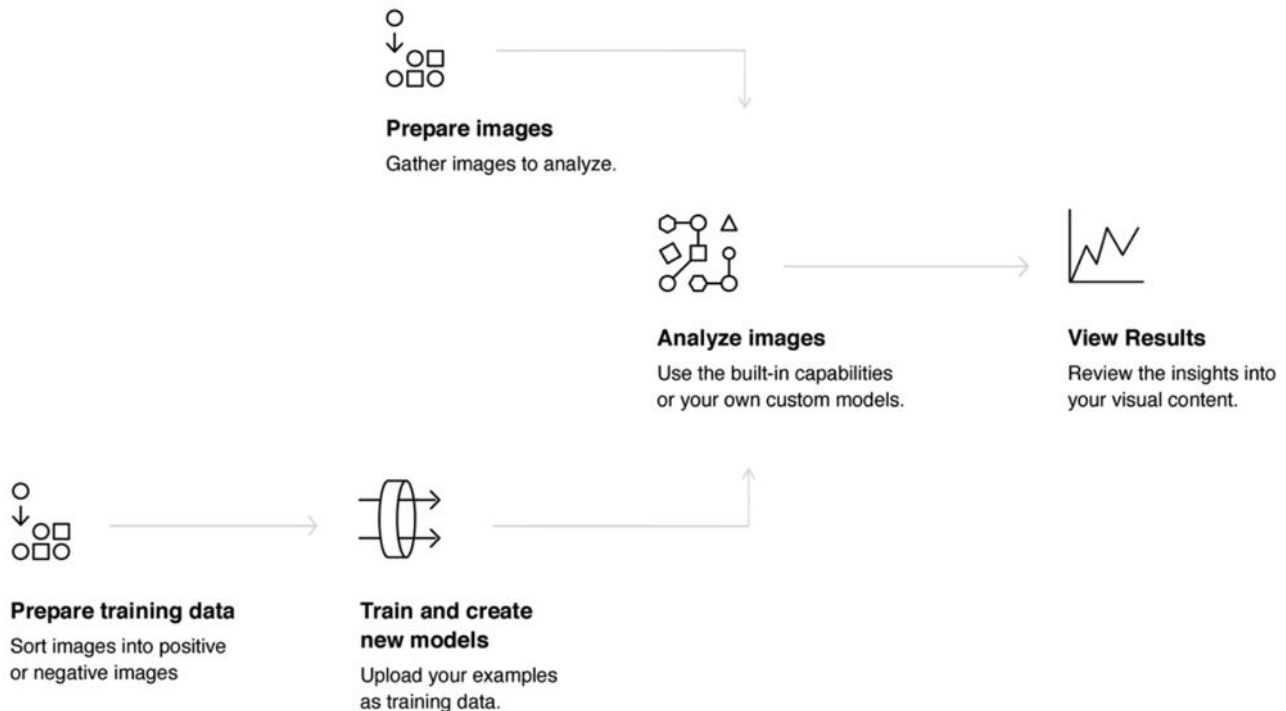 Prepare images
Gather images to analyze.
Analyze images
Use the built-in capabilities
or your own custom models.
View Results
Review the insights into
your visual content.
Prepare training data
Sort images into positive
or negative images
Train and create
new models
Upload your examples
as training data.